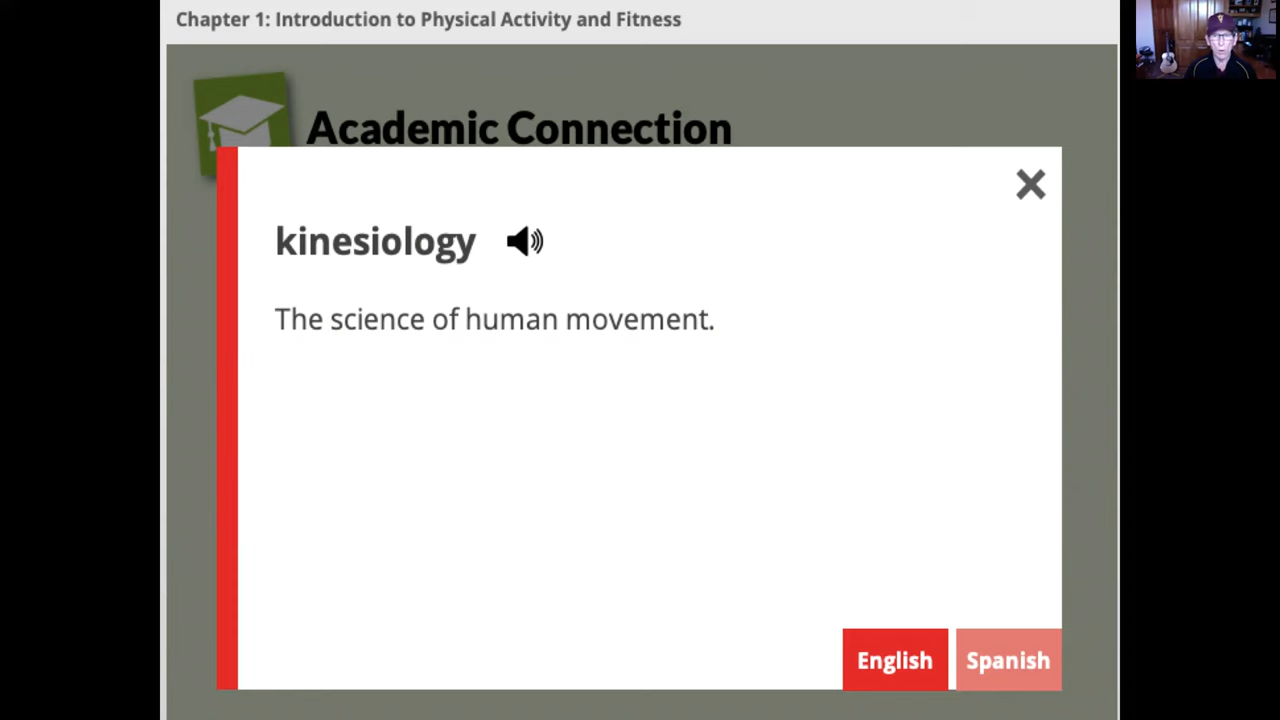 Chapter 1: Introduction to Physical Activity and Fitness
Academic Connection
kinesiology
The science of human movement.
English
Spanish